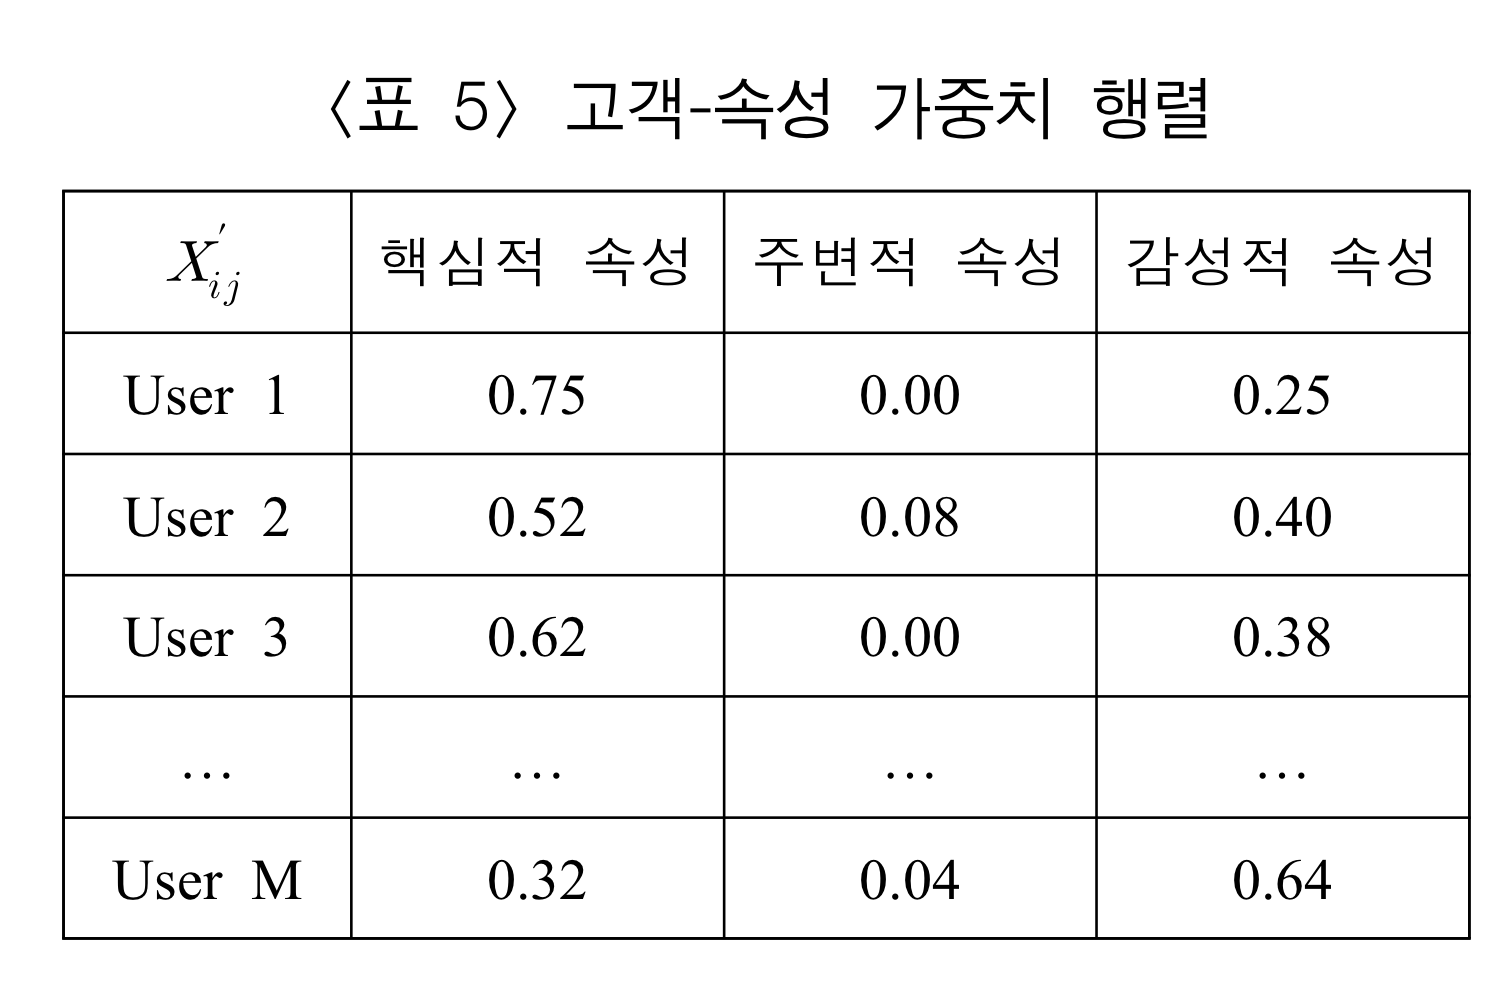 〈표 5〉 고객-속성 가중치 행렬
X'ij 핵심적 속성 주변적 속성 감성적 속성
User 1 0.75 0.00 0.25
User 2 0.52 0.08 0.40
User 3 0.62 0.00 0.38
… … … …
User M 0.32 0.04 0.64